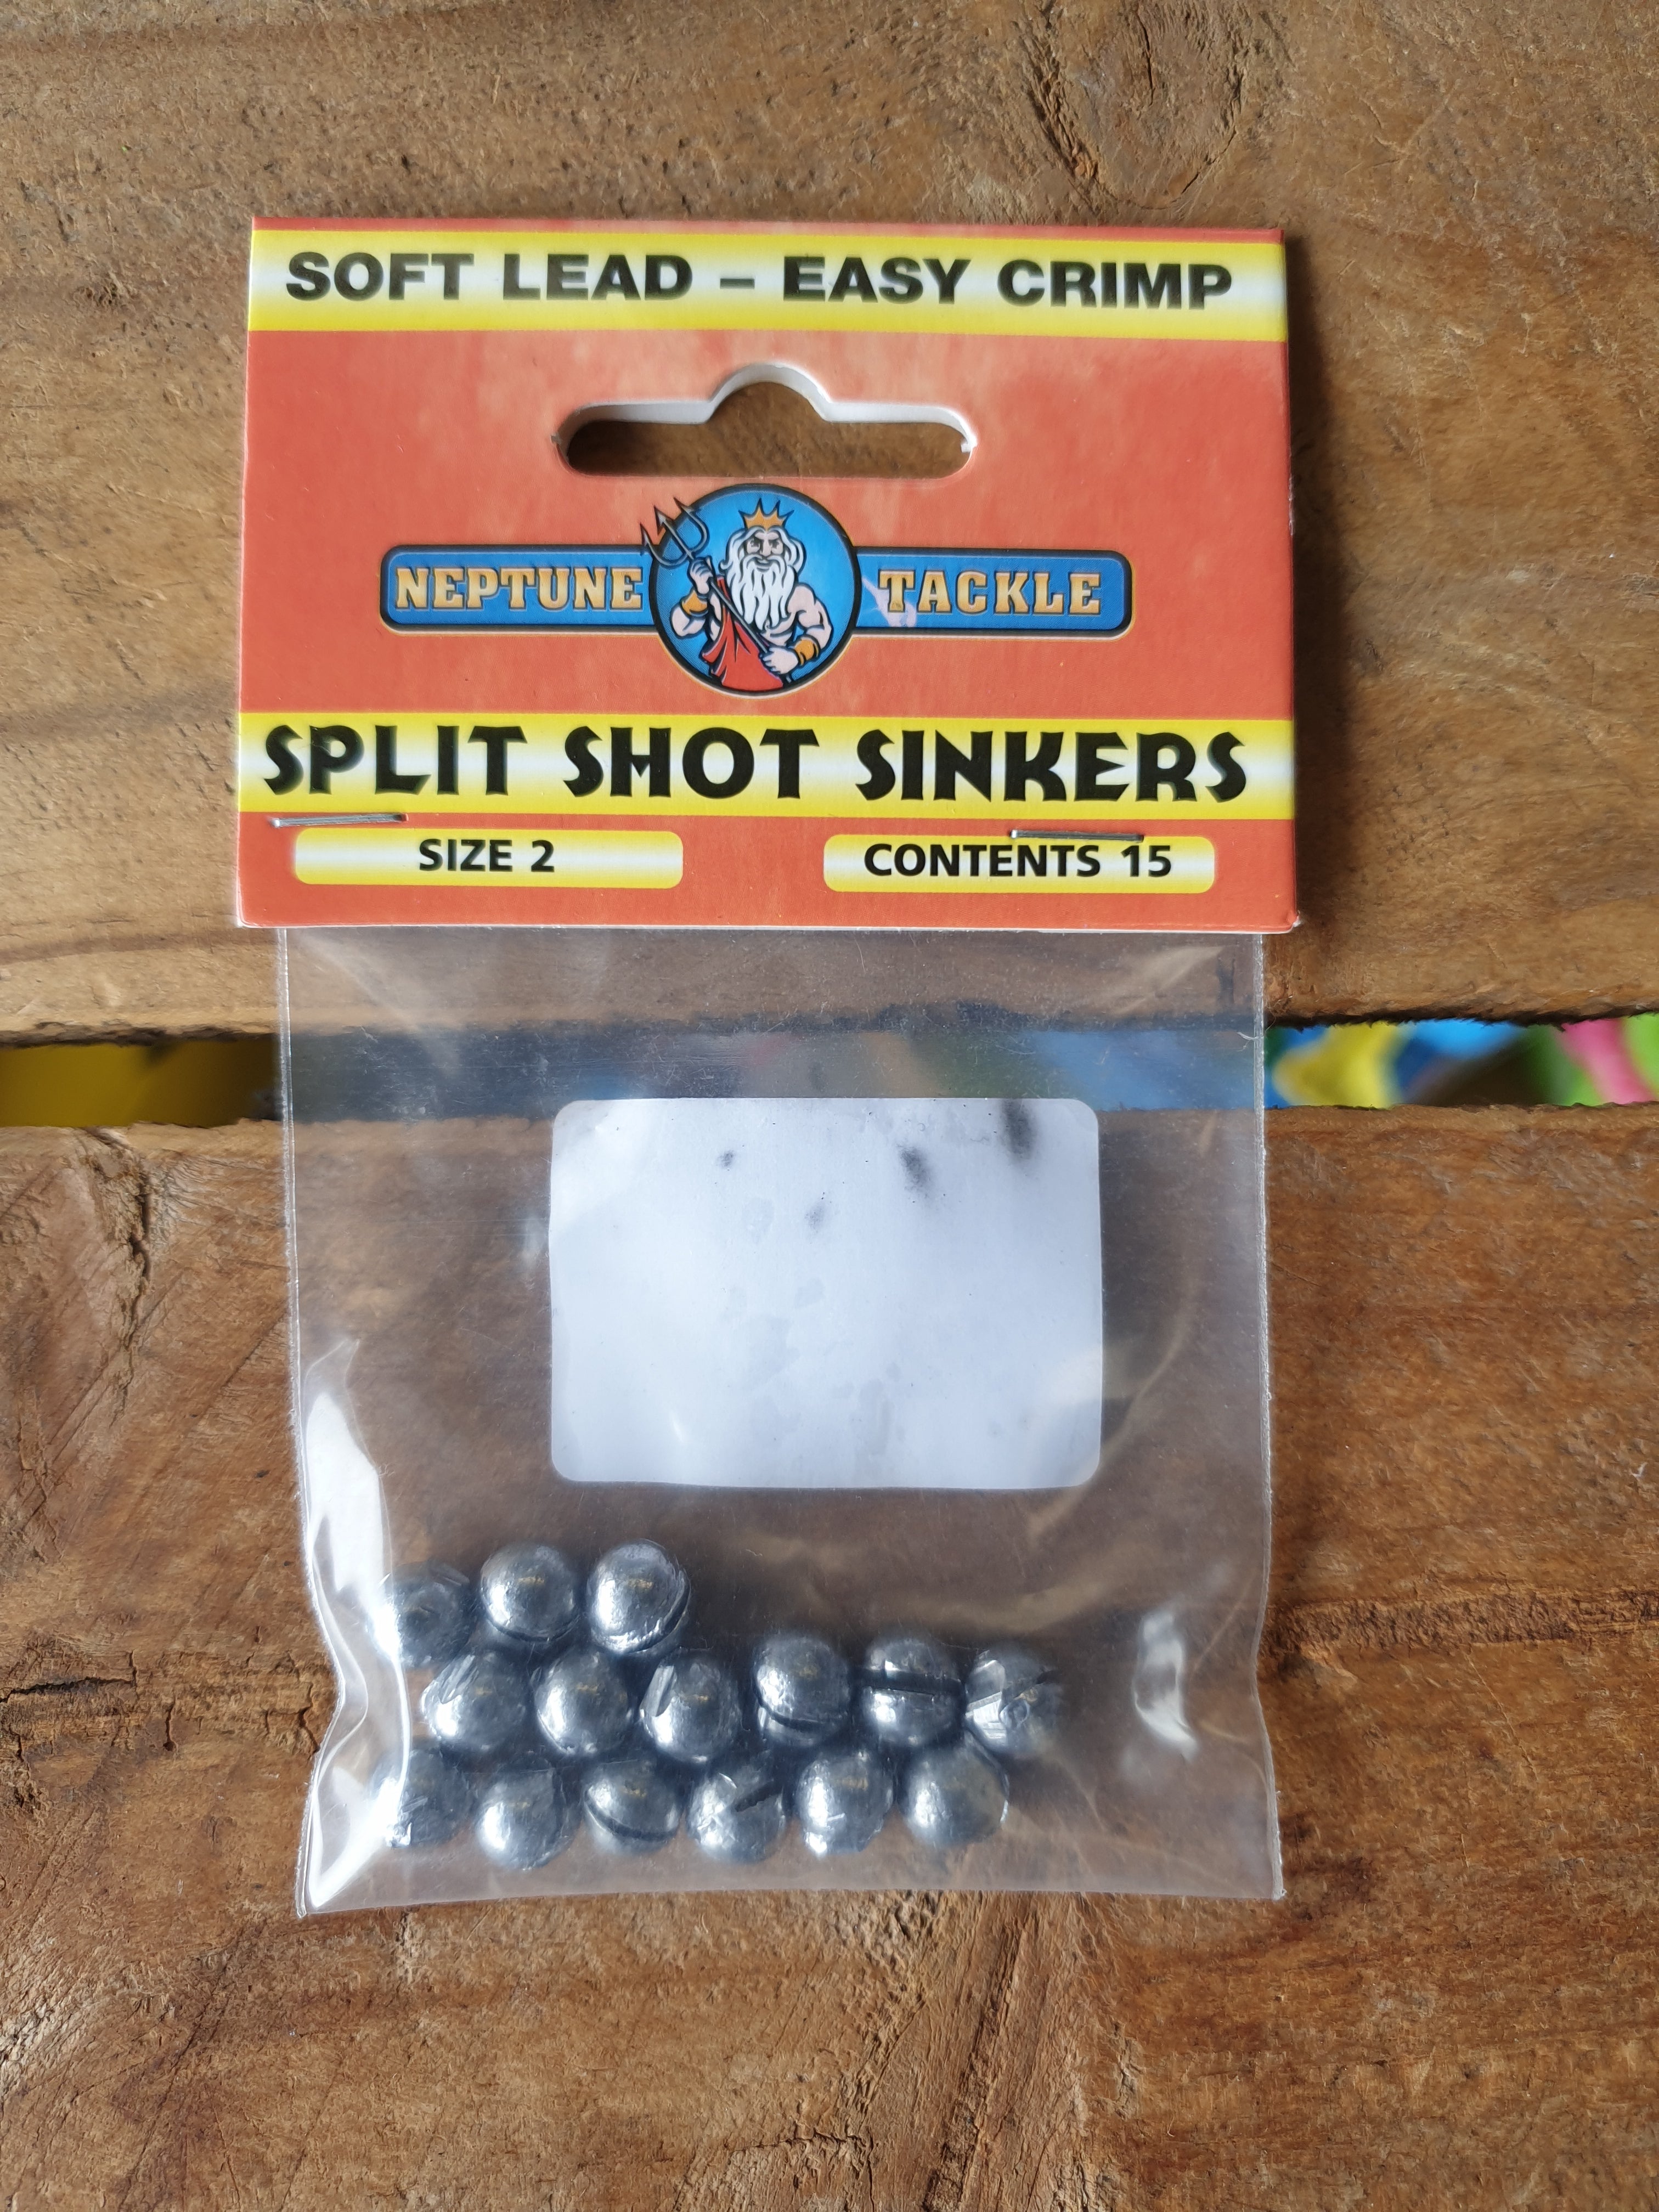 SOFT LEAD – EASY CRIMP
NEPTUNE TACKLE
SPLIT SHOT SINKERS
SIZE 2
CONTENTS 15